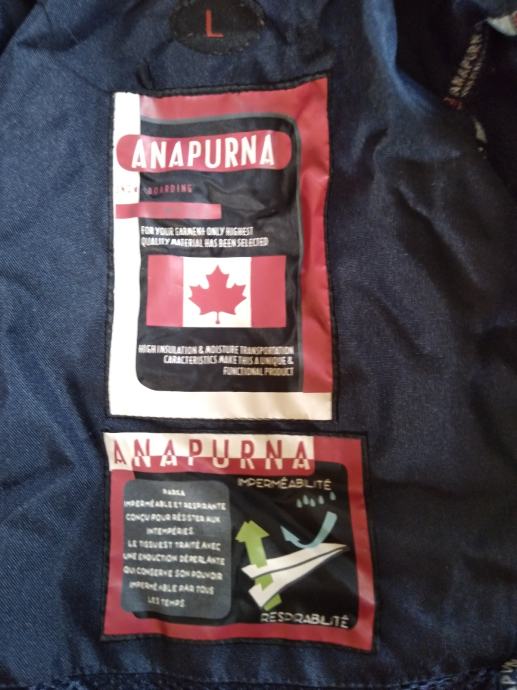 L
ANAPURNA
BOARDING
FOR YOUR GARMENT ONLY HIGHEST
QUALITY MATERIAL HAS BEEN SELECTED
HIGH INSULATION & MOISTURE TRANSPORTATION
CHARACTERISTICS MAKE THIS A UNIQUE &
FUNCTIONAL PRODUCT
ANAPURNA
IMPERMÉABILITÉ
PARKA
IMPERMÉABLE ET RESPIRANTE
CONÇU POUR RÉSISTER AUX
INTEMPÉRIES.
LE TISSU EST TRAITÉ AVEC
UNE ENDUCTION DÉPERLANTE
QUI CONSERVE SON POUVOIR
IMPERMÉABLE PAR TOUS
LES TEMPS
RESPIRABILITÉ
ANAPURN